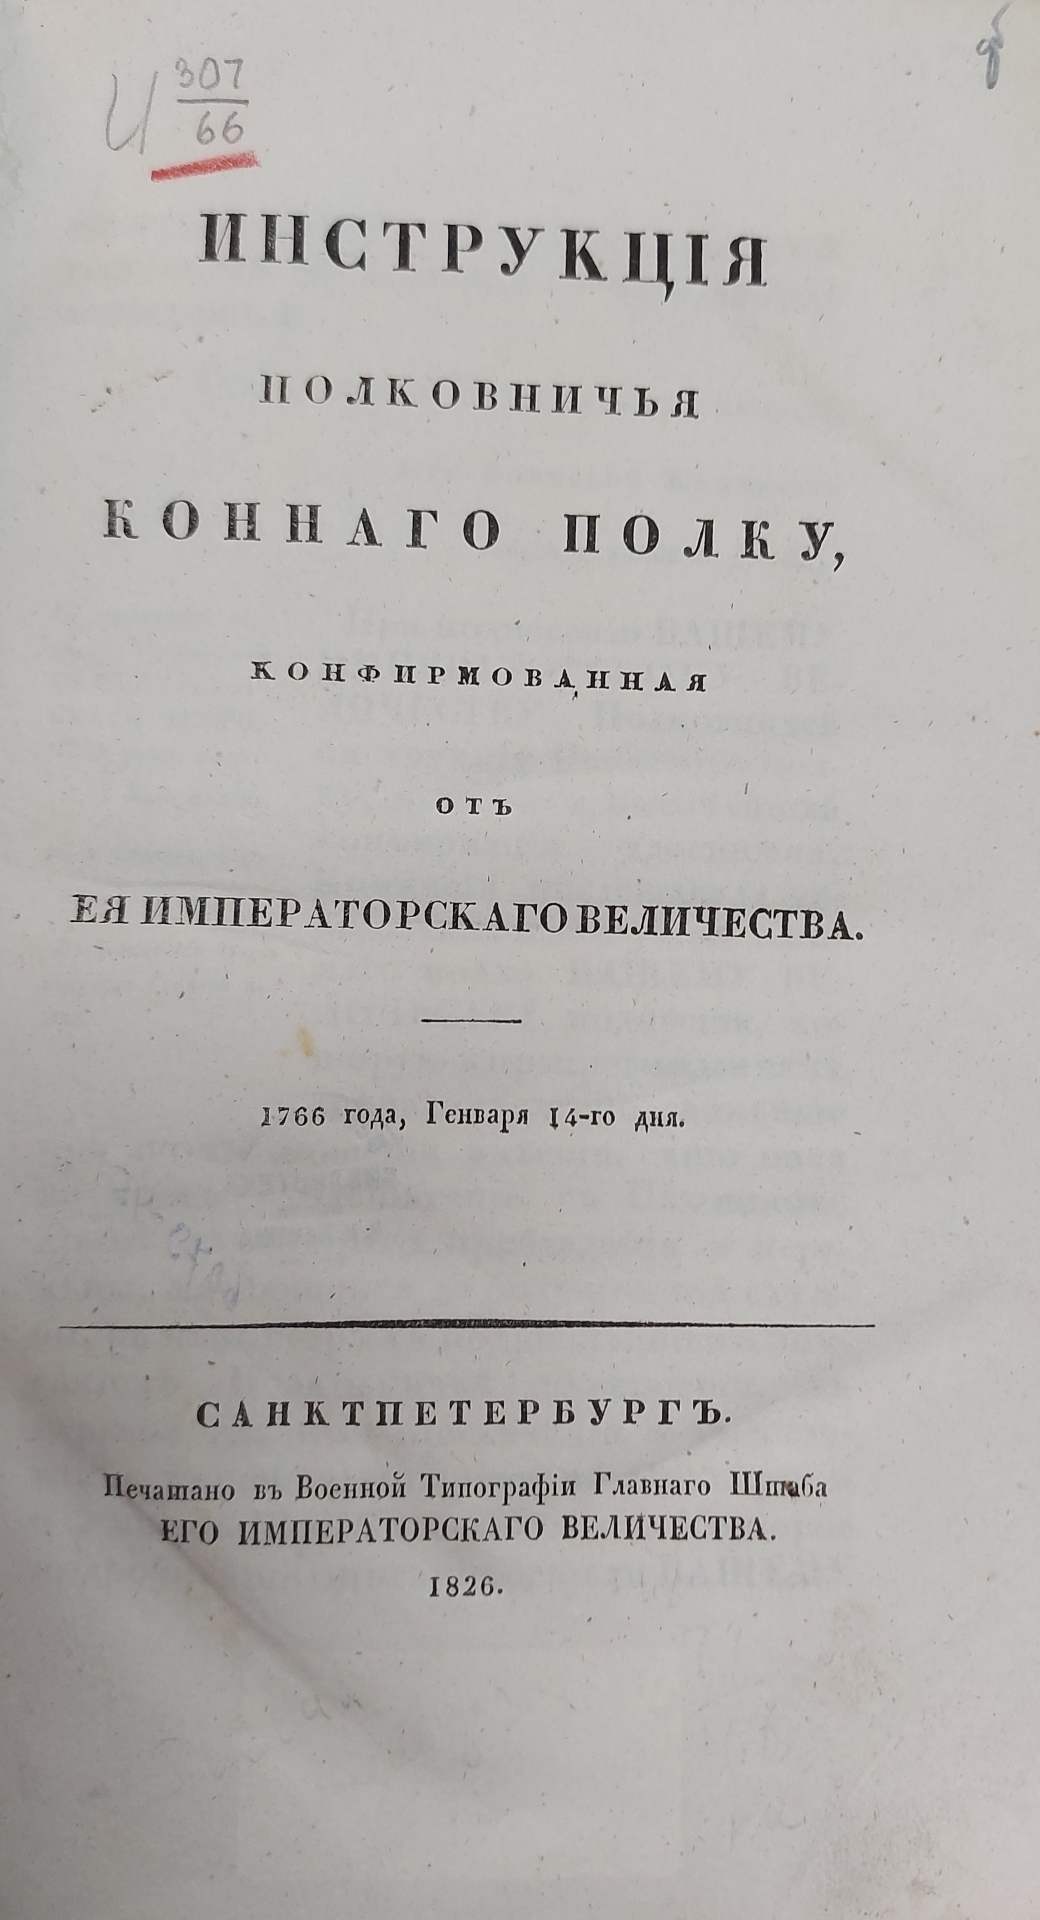 И 307
66
ИНСТРУКЦІЯ
ПОЛКОВНИЧЬЯ
КОННАГО ПОЛКУ,
КОНФИРМОВАННАЯ
ОТЪ
ЕЯ ИМПЕРАТОРСКАГО ВЕЛИЧЕСТВА.
1766 года, Генваря 14-го дня.
САНКТПЕТЕРБУРГЪ.
Печатано въ Военной Типографіи Главнаго Штаба
ЕГО ИМПЕРАТОРСКАГО ВЕЛИЧЕСТВА.
1826.